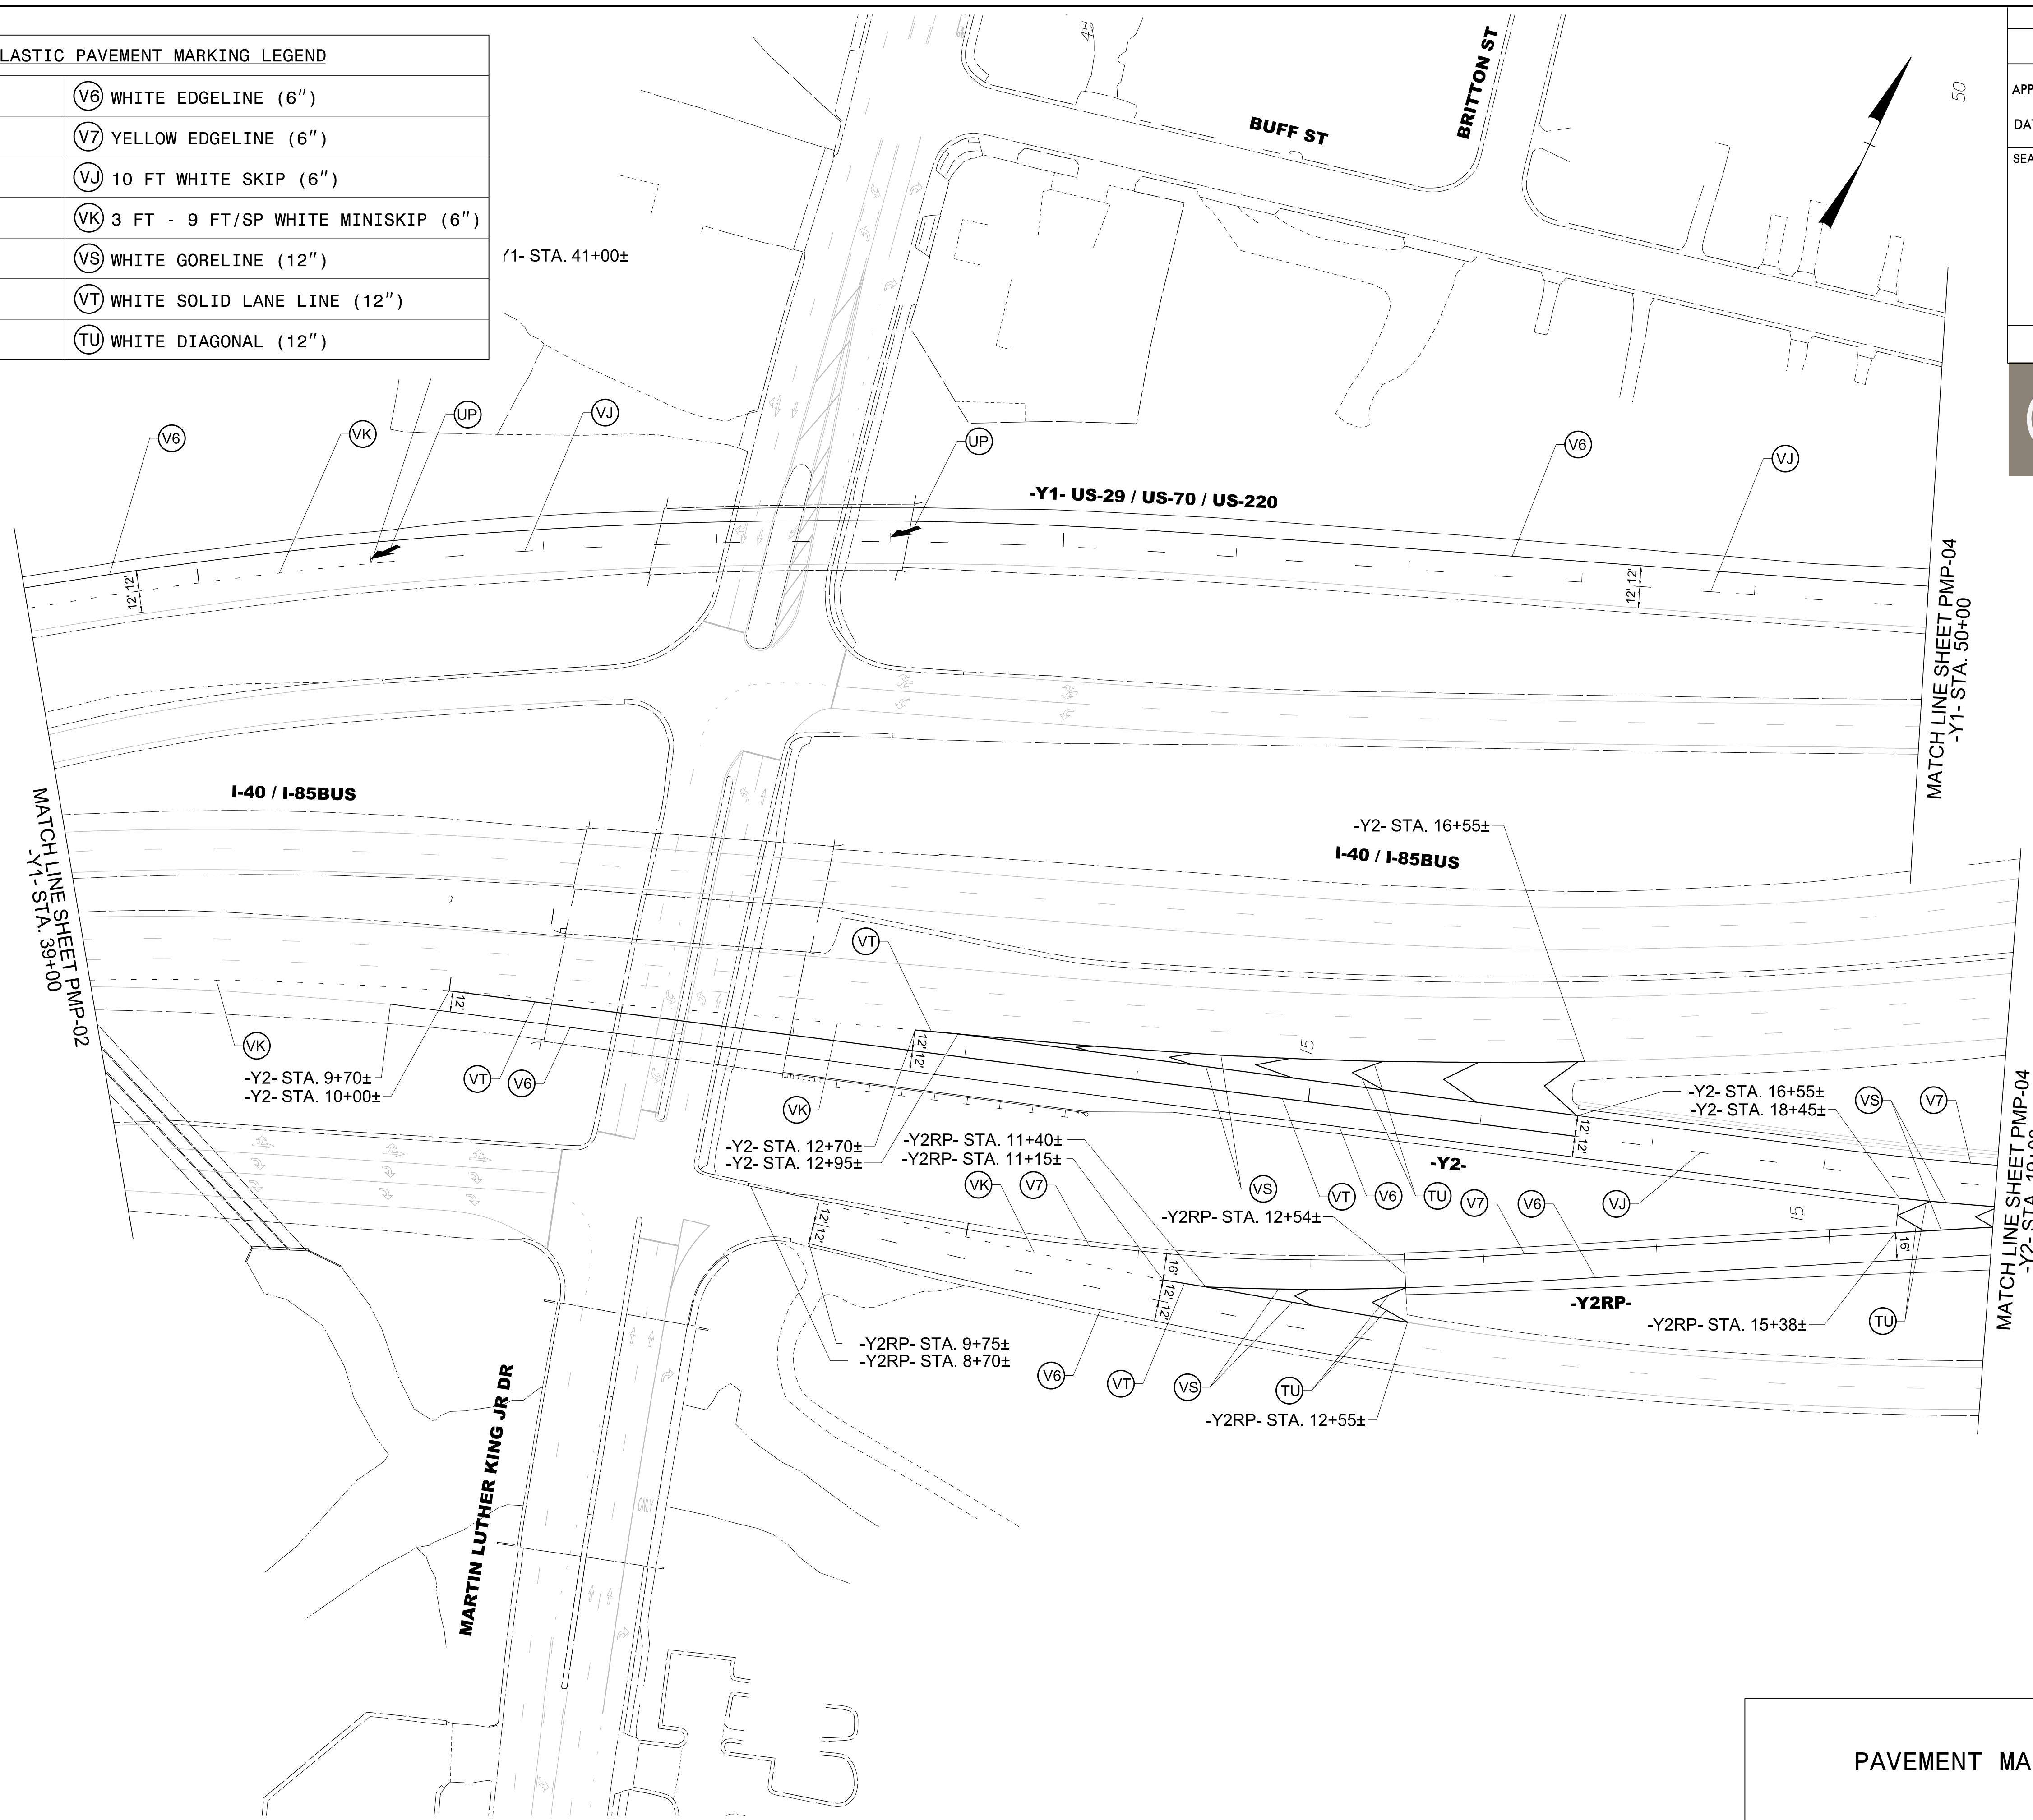 LASTIC PAVEMENT MARKING LEGEND
V6 WHITE EDGELINE (6")
V7 YELLOW EDGELINE (6")
VJ 10 FT WHITE SKIP (6")
VK 3 FT - 9 FT/SP WHITE MINISKIP (6")
VS WHITE GORELINE (12")
VT WHITE SOLID LANE LINE (12")
TU WHITE DIAGONAL (12")
45
BUFF ST
BRITTON ST
50
APP
DA
SEA
Y1- STA. 41+00±
V6
VK
UP
VJ
UP
V6
VJ
-Y1- US-29 / US-70 / US-220
12' 12'
12' 12'
MATCH LINE SHEET PMP-04
-Y1- STA. 50+00
I-40 / I-85BUS
MATCH LINE SHEET PMP-02
-Y1- STA. 39+00
-Y2- STA. 16+55±
I-40 / I-85BUS
VT
12'
VK
-Y2- STA. 9+70±
-Y2- STA. 10+00±
VT
V6
VK
12' 12'
15
-Y2- STA. 12+70±
-Y2- STA. 12+95±
-Y2RP- STA. 11+40±
-Y2RP- STA. 11+15±
VK
V7
VS
VT
V6
TU
-Y2-
-Y2- STA. 16+55±
-Y2- STA. 18+45±
VS
V7
12' 12'
-Y2RP- STA. 12+54±
V7
V6
VJ
15
MATCH LINE SHEET PMP-04
12' 12'
16'
12' 12'
16'
-Y2RP-
-Y2RP- STA. 15+38±
TU
-Y2RP- STA. 9+75±
-Y2RP- STA. 8+70±
V6
VT
VS
TU
-Y2RP- STA. 12+55±
MARTIN LUTHER KING JR DR
ONLY
PAVEMENT MA